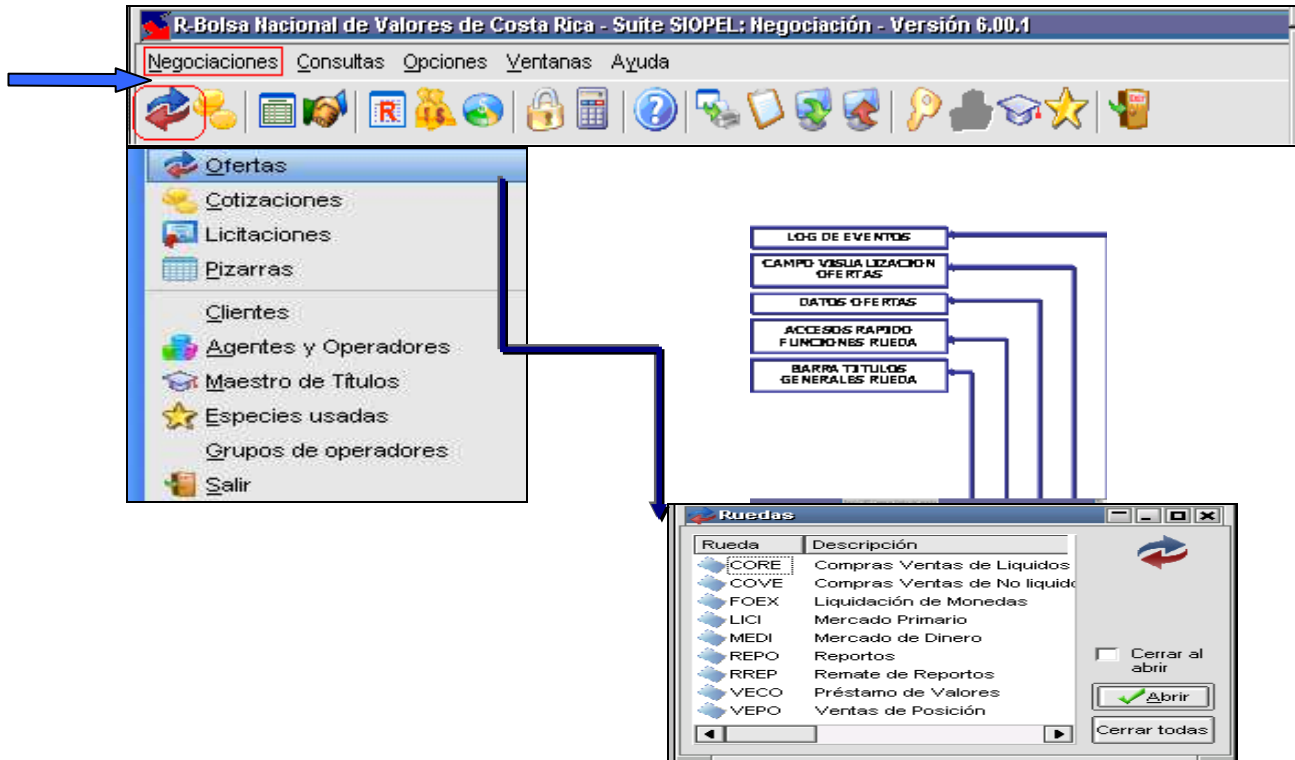 R-Bolsa Nacional de Valores de Costa Rica - Suite SIOPEL: Negociación - Versión 6.00.1
Negociaciones Consultas Opciones Ventanas Ayuda
Ofertas
Cotizaciones
Licitaciones
Pizarras
Clientes
Agentes y Operadores
Maestro de Títulos
Especies usadas
Grupos de operadores
Salir
LOG DE EVENTOS
CAMPO VISUALIZACION
OFERTAS
DATOS OFERTAS
ACCESOS RAPIDO
FUNCIONES RUEDA
BARRA TITULOS
GENERALES RUEDA
Ruedas
Rueda Descripción
CORE Compras Ventas de Liquidos
COVE Compras Ventas de No liquido
FOEX Liquidación de Monedas
LICI Mercado Primario
MEDI Mercado de Dinero
REPO Reportos
RREP Remate de Reportos
VECO Préstamo de Valores
VEPO Ventas de Posición
Cerrar al
abrir
Abrir
Cerrar todas